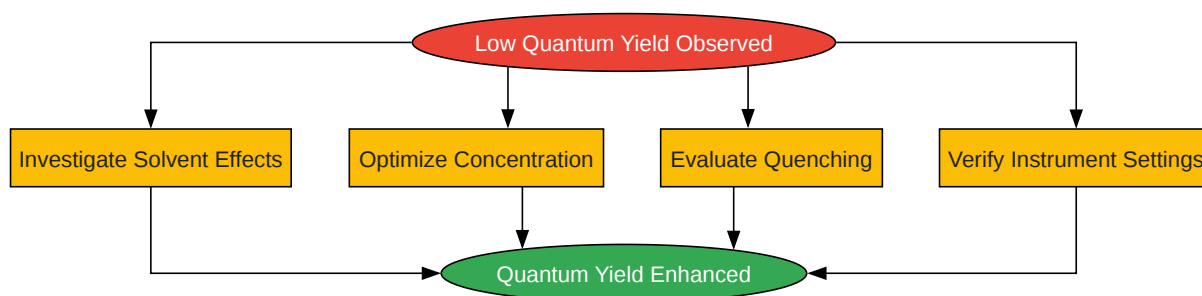 Low Quantum Yield Observed
Investigate Solvent Effects
Optimize Concentration
Evaluate Quenching
Verify Instrument Settings
Quantum Yield Enhanced